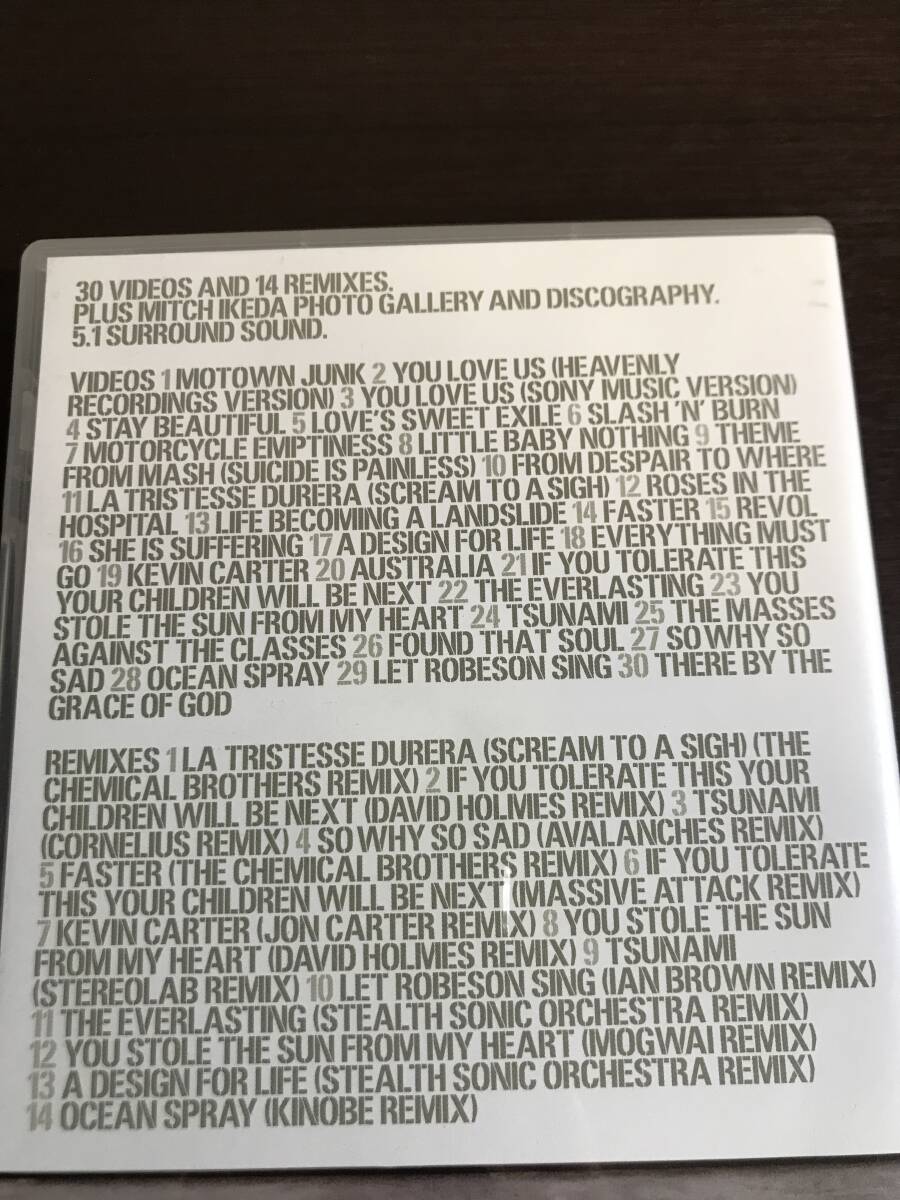 30 VIDEOS AND 14 REMIXES.
PLUS MITCH IKEDA PHOTO GALLERY AND DISCOGRAPHY.
5.1 SURROUND SOUND.
VIDEOS 1 MOTOWN JUNK 2 YOU LOVE US (HEAVENLY
RECORDINGS VERSION) 3 YOU LOVE US (SONY MUSIC VERSION)
4 STAY BEAUTIFUL 5 LOVE'S SWEET EXILE 6 SLASH 'N' BURN
7 MOTORCYCLE EMPTINESS 8 LITTLE BABY NOTHING 9 THEME
FROM MASH (SUICIDE IS PAINLESS) 10 FROM DESPAIR TO WHERE
11 LA TRISTESSE DURERA (SCREAM TO A SIGH) 12 ROSES IN THE
HOSPITAL 13 LIFE BECOMING A LANDSLIDE 14 FASTER 15 REVOL
16 SHE IS SUFFERING 17 A DESIGN FOR LIFE 18 EVERYTHING MUST
GO 19 KEVIN CARTER 20 AUSTRALIA 21 IF YOU TOLERATE THIS
YOUR CHILDREN WILL BE NEXT 22 THE EVERLASTING 23 YOU
STOLE THE SUN FROM MY HEART 24 TSUNAMI 25 THE MASSES
AGAINST THE CLASSES 26 FOUND THAT SOUL 27 SO WHY SO
SAD 28 OCEAN SPRAY 29 LET ROBESON SING 30 THERE BY THE
GRACE OF GOD
REMIXES 1 LA TRISTESSE DURERA (SCREAM TO A SIGH) (THE
CHEMICAL BROTHERS REMIX) 2 IF YOU TOLERATE THIS YOUR
CHILDREN WILL BE NEXT (DAVID HOLMES REMIX) 3 TSUNAMI
(CORNELIUS REMIX) 4 SO WHY SO SAD (AVALANCHES REMIX)
5 FASTER (THE CHEMICAL BROTHERS REMIX) 6 IF YOU TOLERATE
THIS YOUR CHILDREN WILL BE NEXT (MASSIVE ATTACK REMIX)
7 KEVIN CARTER (JON CARTER REMIX) 8 YOU STOLE THE SUN
FROM MY HEART (DAVID HOLMES REMIX) 9 TSUNAMI
(STEREOLAB REMIX) 10 LET ROBESON SING (IAN BROWN REMIX)
11 THE EVERLASTING (STEALTH SONIC ORCHESTRA REMIX)
12 YOU STOLE THE SUN FROM MY HEART (MOGWAI REMIX)
13 A DESIGN FOR LIFE (STEALTH SONIC ORCHESTRA REMIX)
14 OCEAN SPRAY (KINOBE REMIX)